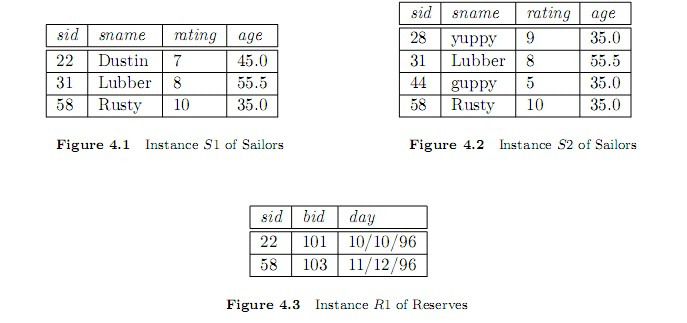 sid sname rating age
22 Dustin 7 45.0
31 Lubber 8 55.5
58 Rusty 10 35.0
Figure 4.1 Instance S1 of Sailors
sid sname rating age
28 yuppy 9 35.0
31 Lubber 8 55.5
44 guppy 5 35.0
58 Rusty 10 35.0
Figure 4.2 Instance S2 of Sailors
sid bid day
22 101 10/10/96
58 103 11/12/96
Figure 4.3 Instance R1 of Reserves